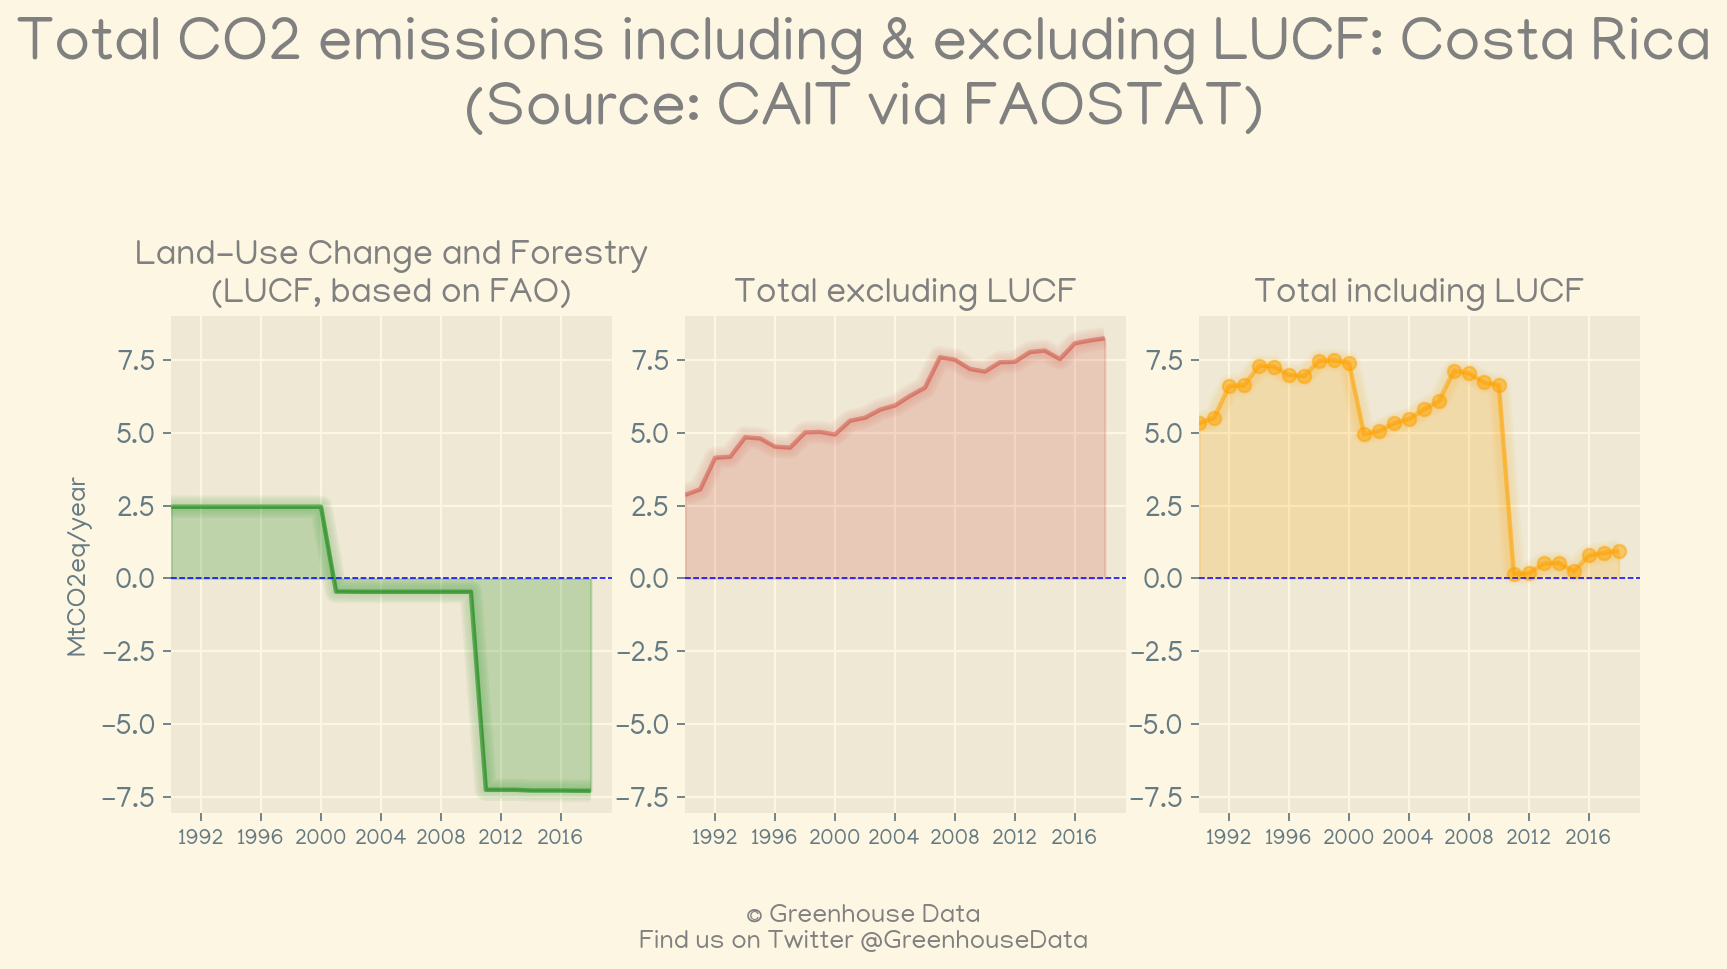 Total CO2 emissions including & excluding LUCF: Costa Rica
(Source: CAIT via FAOSTAT)
Land-Use Change and Forestry
(LUCF, based on FAO)
MtCO2eq/year
7.5
5.0
2.5
0.0
−2.5
−5.0
−7.5
1992 1996 2000 2004 2008 2012 2016
Total excluding LUCF
7.5
5.0
2.5
0.0
−2.5
−5.0
−7.5
1992 1996 2000 2004 2008 2012 2016
Total including LUCF
7.5
5.0
2.5
0.0
−2.5
−5.0
−7.5
1992 1996 2000 2004 2008 2012 2016
© Greenhouse Data
Find us on Twitter @GreenhouseData